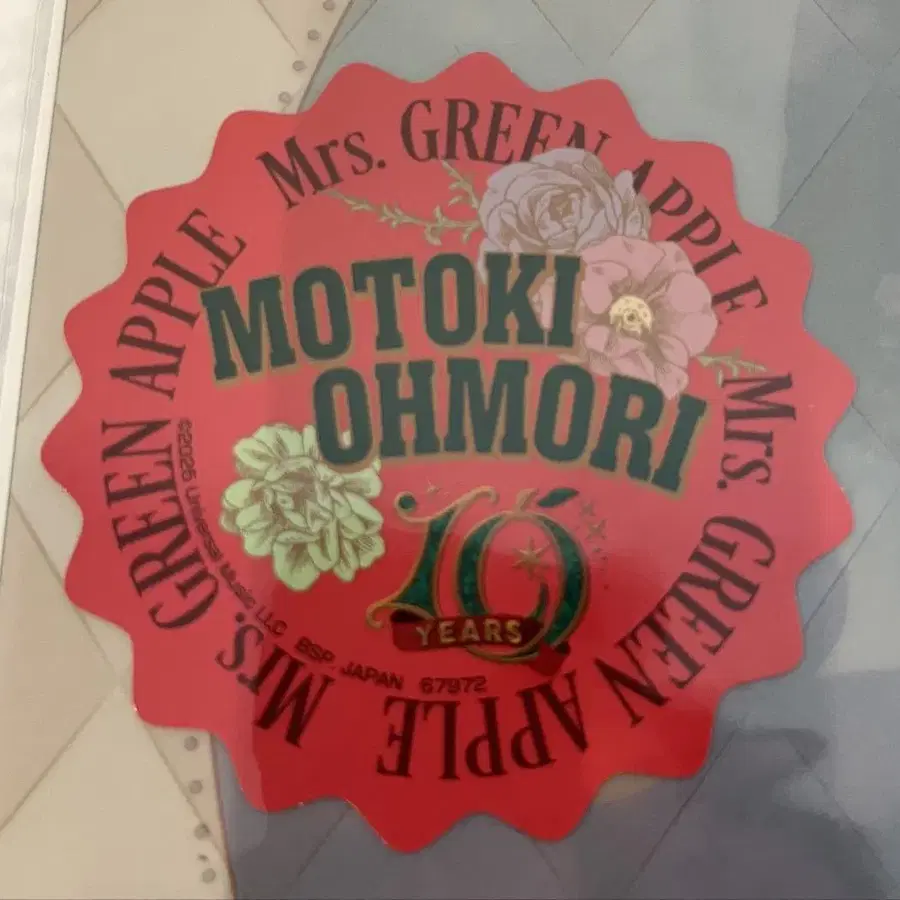 Mrs. GREEN APPLE
Mrs. GREEN APPLE
Mrs. GREEN APPLE
MOTOKI
OHMORI
10
YEARS
©2025 Universal Music LLC BSP. JAPAN 67972